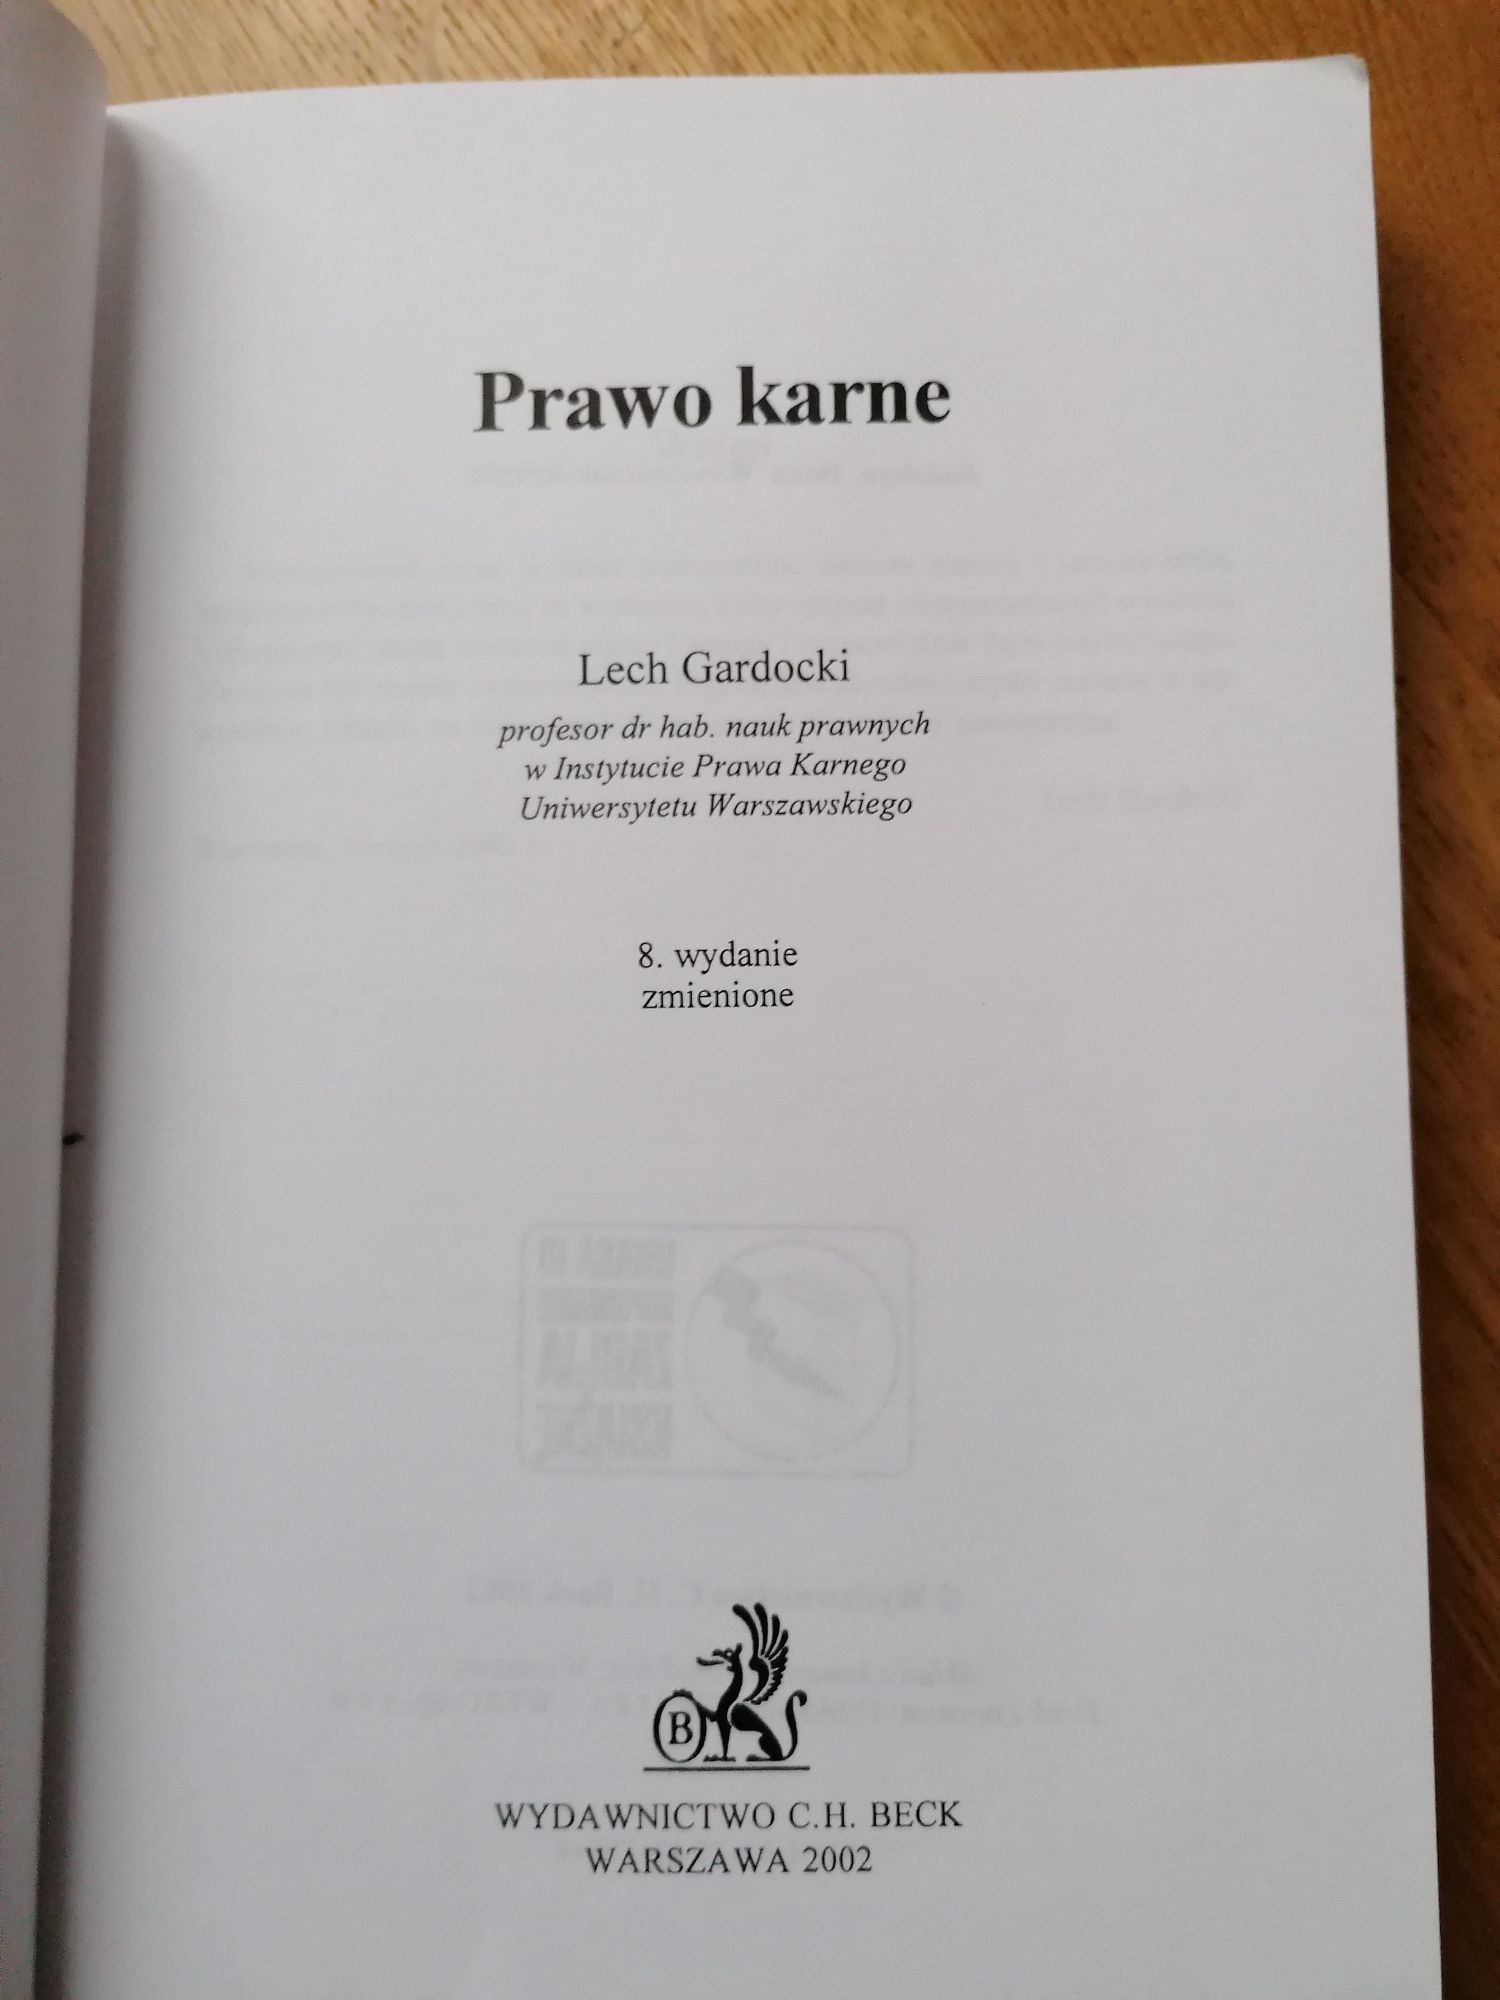 Prawo karne
Lech Gardocki
profesor dr hab. nauk prawnych
w Instytucie Prawa Karnego
Uniwersytetu Warszawskiego
8. wydanie
zmienione
B
WYDAWNICTWO C.H. BECK
WARSZAWA 2002